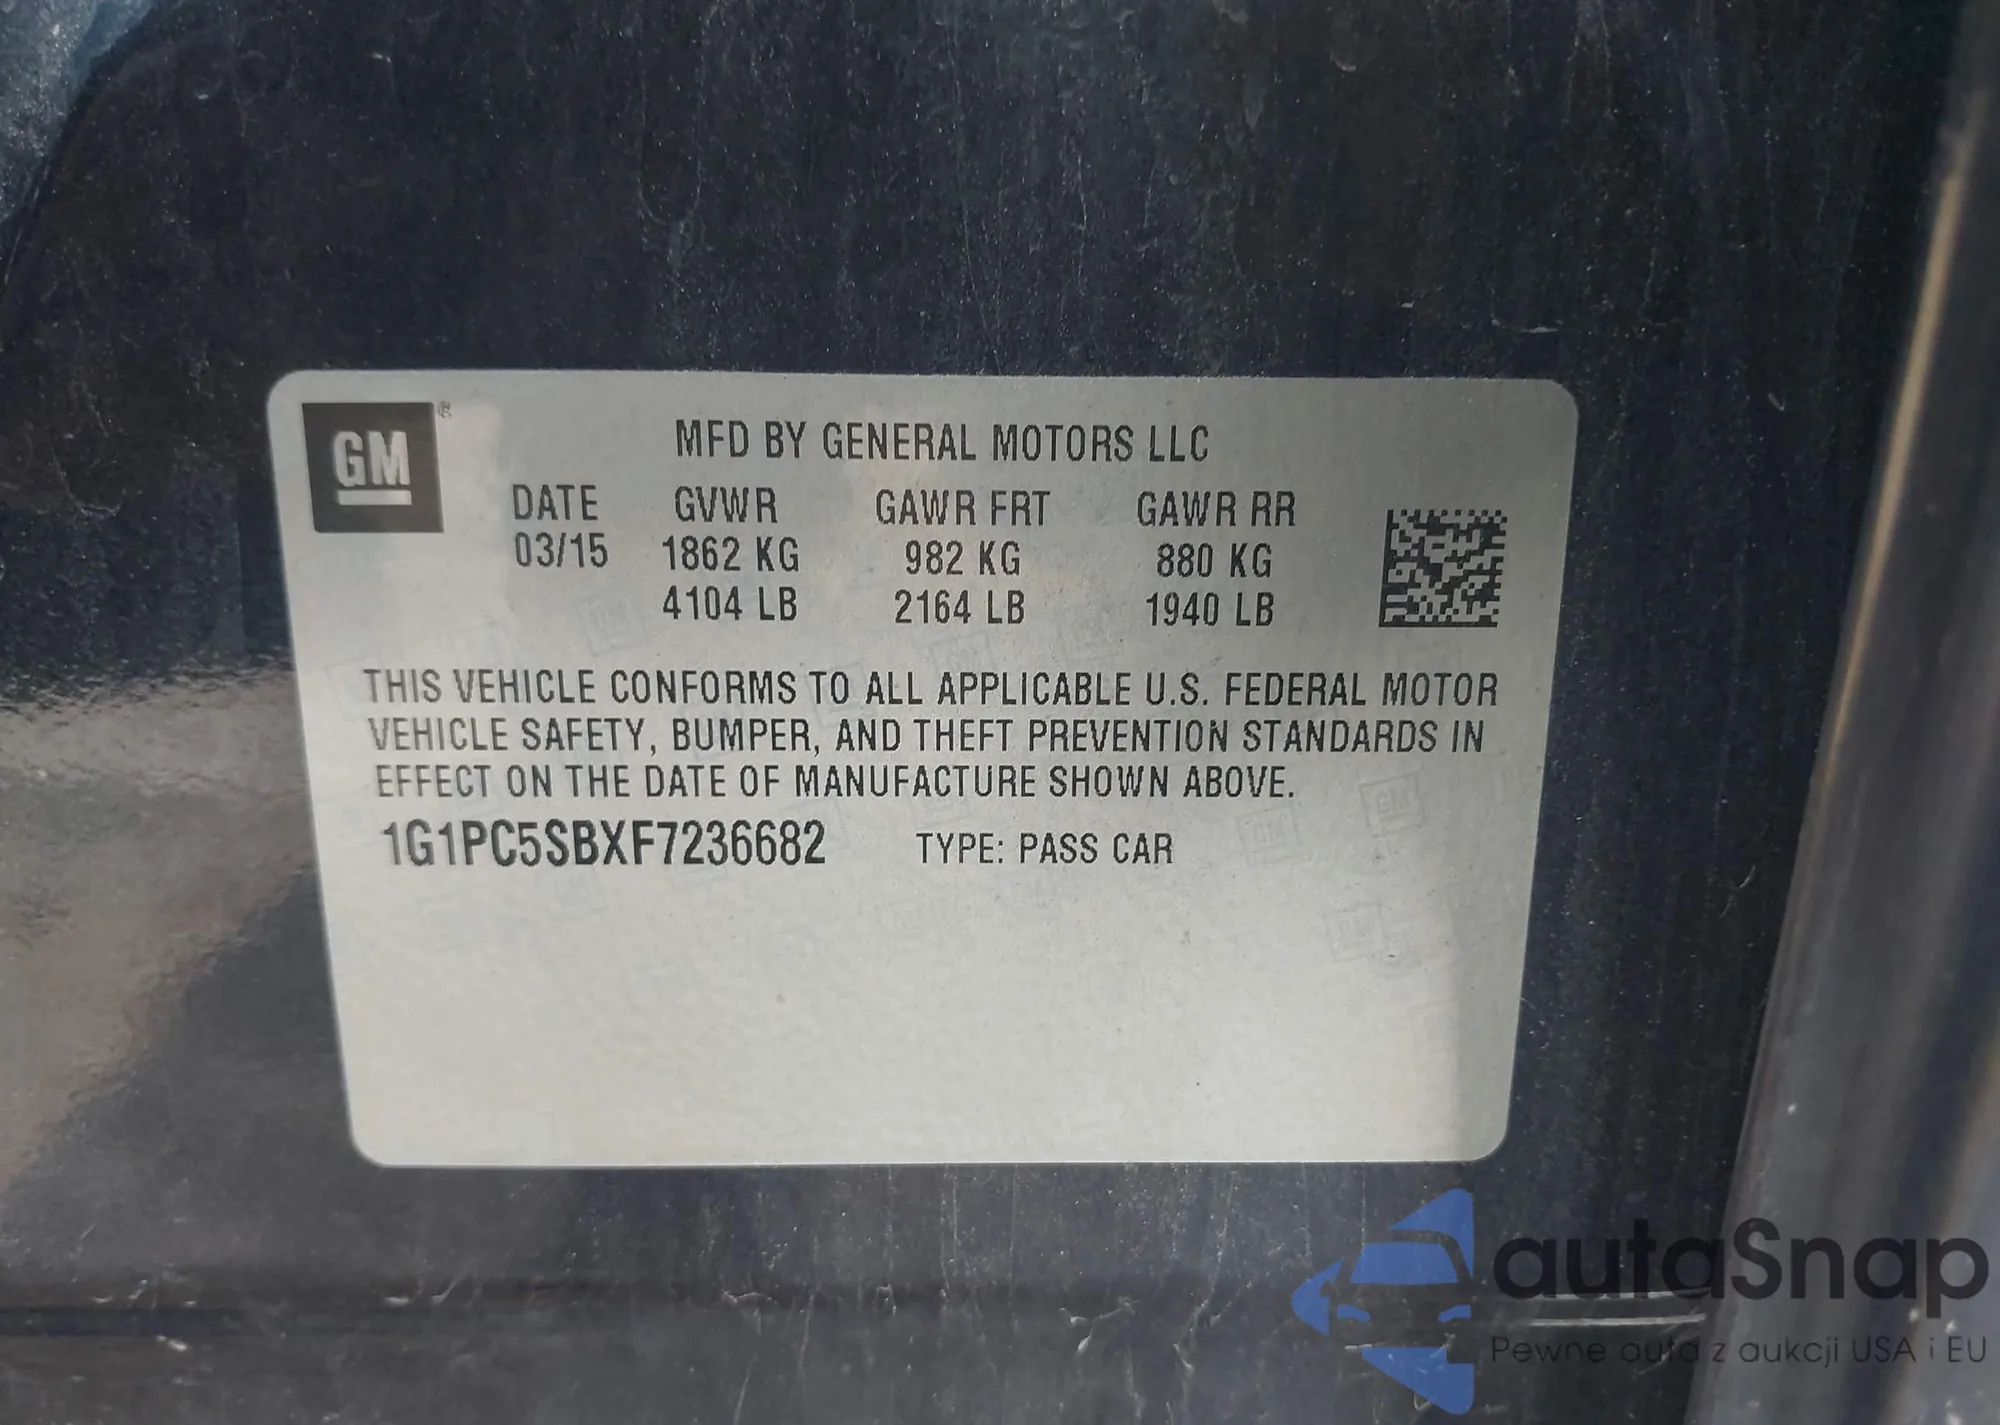 GM ®
MFD BY GENERAL MOTORS LLC
DATE GVWR GAWR FRT GAWR RR
03/15 1862 KG 982 KG 880 KG
4104 LB 2164 LB 1940 LB
THIS VEHICLE CONFORMS TO ALL APPLICABLE U.S. FEDERAL MOTOR
VEHICLE SAFETY, BUMPER, AND THEFT PREVENTION STANDARDS IN
EFFECT ON THE DATE OF MANUFACTURE SHOWN ABOVE.
1G1PC5SBXF7236682 TYPE: PASS CAR
autaSnap
Pewne auta z aukcji USA i EU